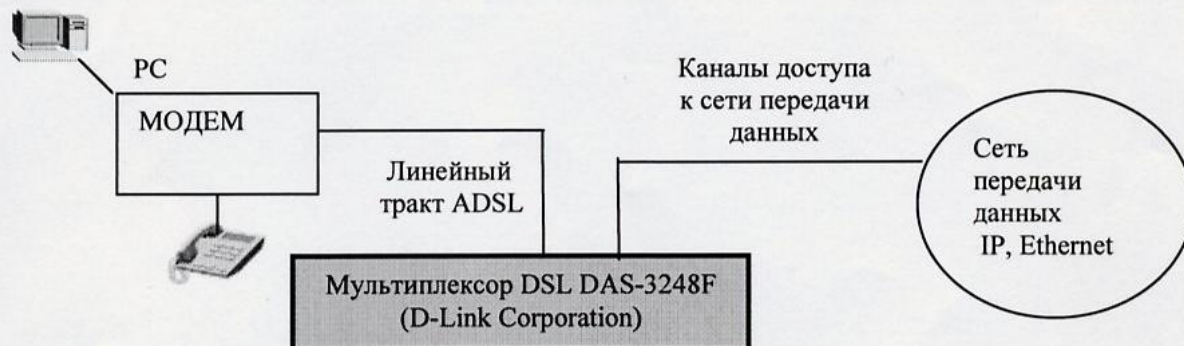 PC
МОДЕМ
Линейный
тракт ADSL
Каналы доступа
к сети передачи
данных
Сеть
передачи
данных
IP, Ethernet
Мультиплексор DSL DAS-3248F
(D-Link Corporation)